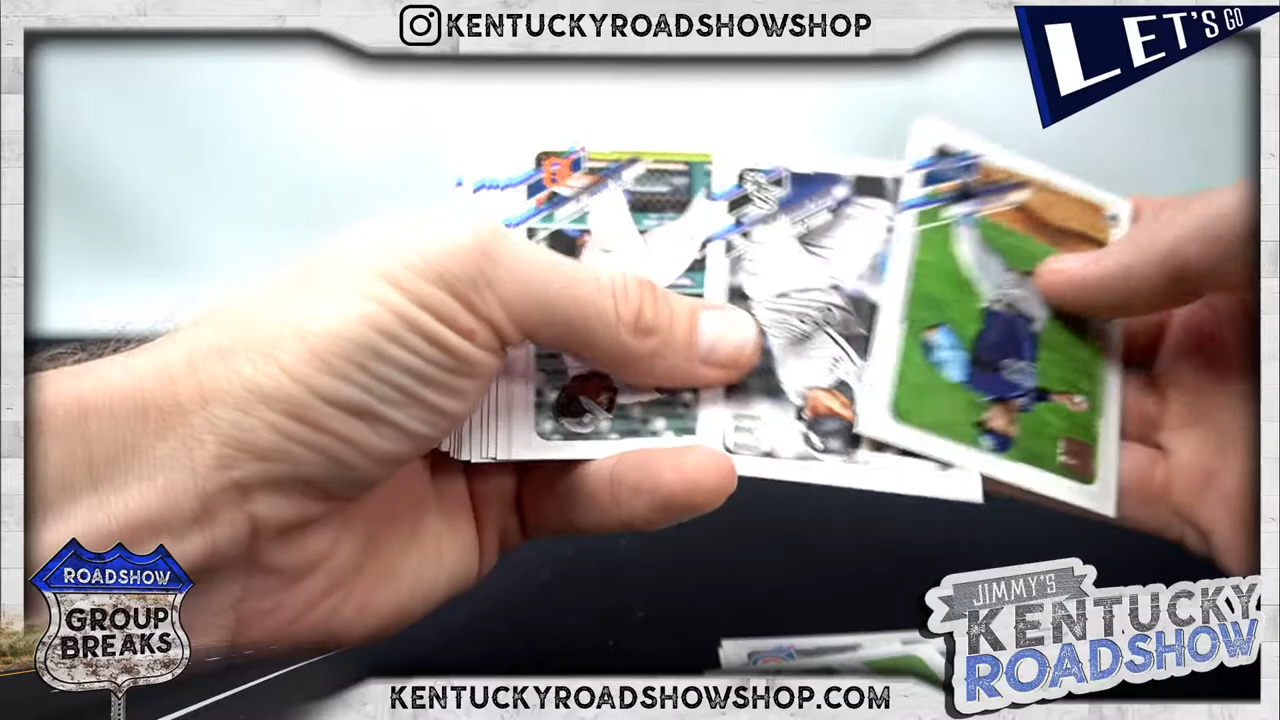 KENTUCKYROADSHOWSHOP
LET'S GO
ROADSHOW
GROUP
BREAKS
JIMMY'S
KENTUCKY
ROADSHOW
KENTUCKYROADSHOWSHOP.COM